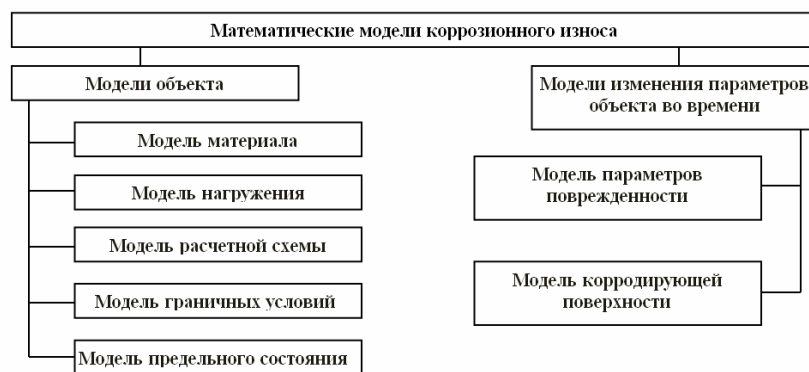 Математические модели коррозионного износа
Модели объекта
Модель материала
Модель нагружения
Модель расчетной схемы
Модель граничных условий
Модель предельного состояния
Модели изменения параметров
объекта во времени
Модель параметров
поврежденности
Модель корродирующей
поверхности